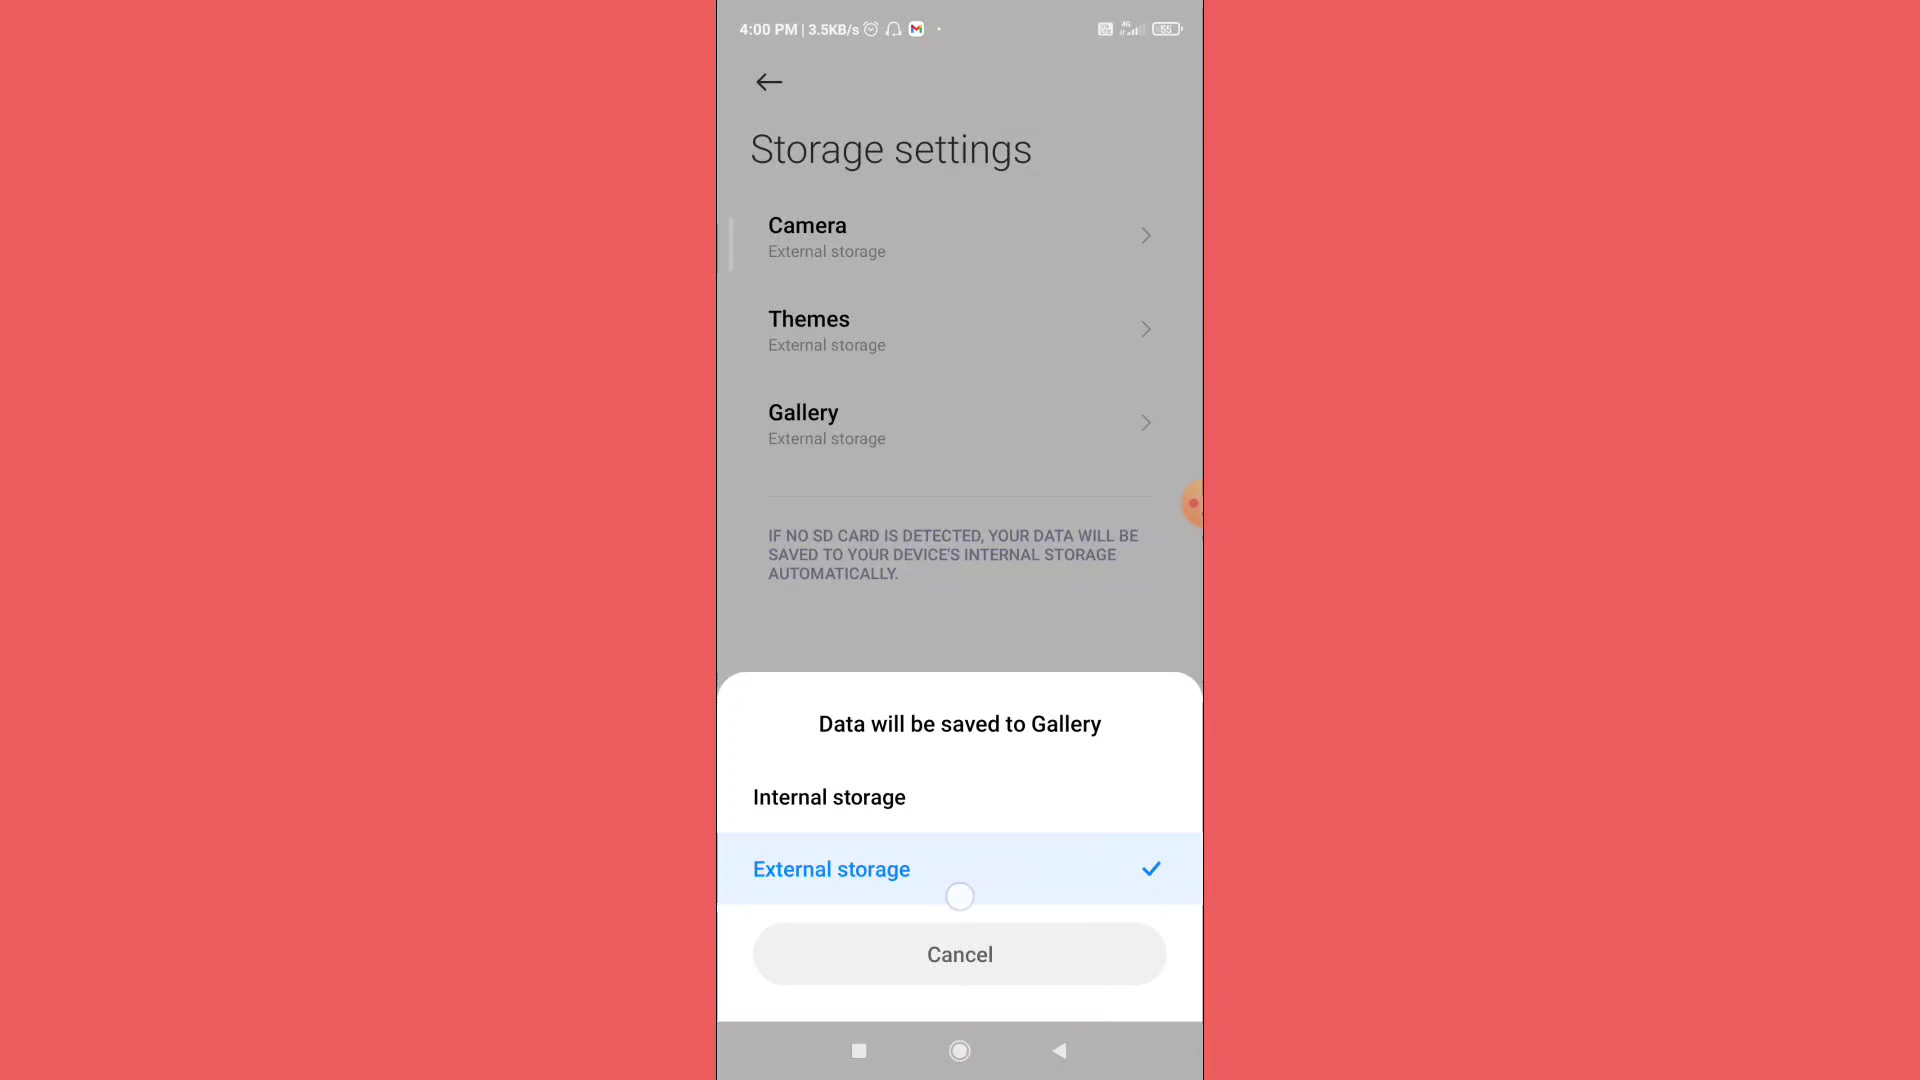 4:00 PM | 3.5KB/s
4G
55
Storage settings
Camera
External storage
Themes
External storage
Gallery
External storage
IF NO SD CARD IS DETECTED, YOUR DATA WILL BE
SAVED TO YOUR DEVICE'S INTERNAL STORAGE
AUTOMATICALLY.
Data will be saved to Gallery
Internal storage
External storage
Cancel